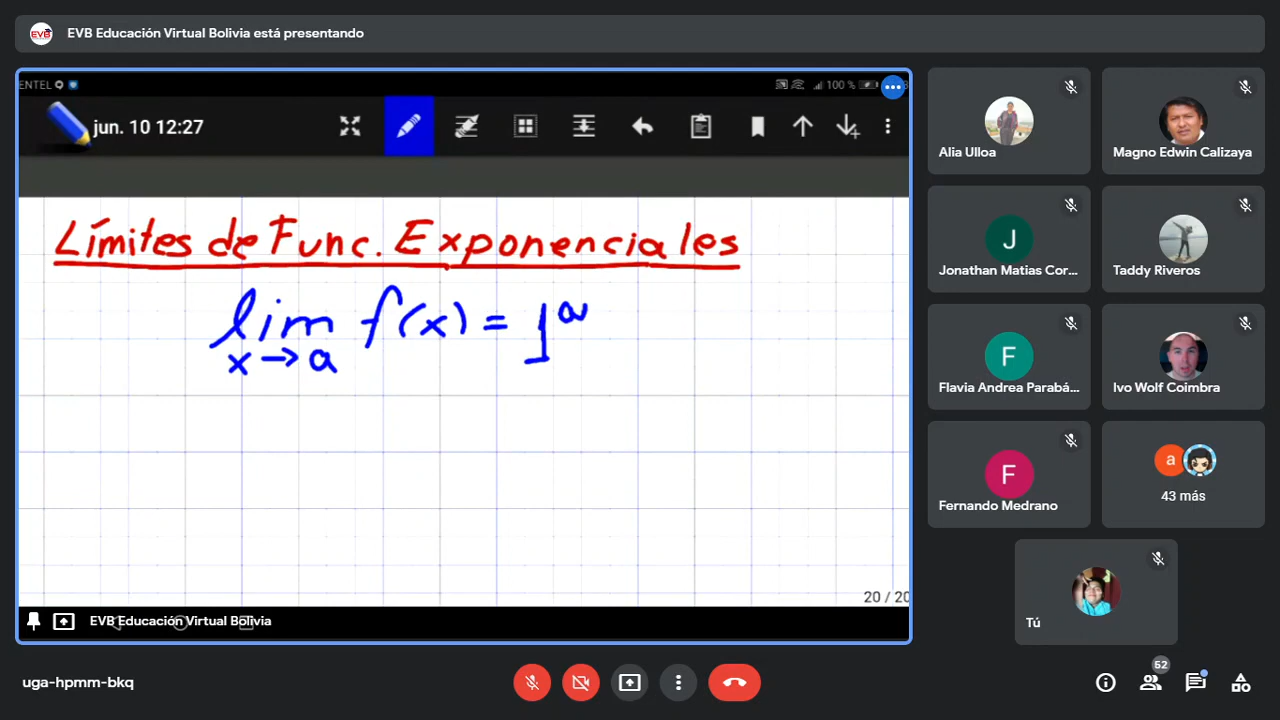 EVB
EVB Educación Virtual Bolivia está presentando
ENTEL
100 %
jun. 10 12:27
Límites de Func. Exponenciales
lim f(x) = 1
x → a
20 / 20
EVB Educación Virtual Bolivia
Alia Ulloa
Magno Edwin Calizaya
J
Jonathan Matias Cor...
Taddy Riveros
F
Flavia Andrea Parabá...
Ivo Wolf Coimbra
F
Fernando Medrano
a
43 más
Tú
uga-hpmm-bkq
52